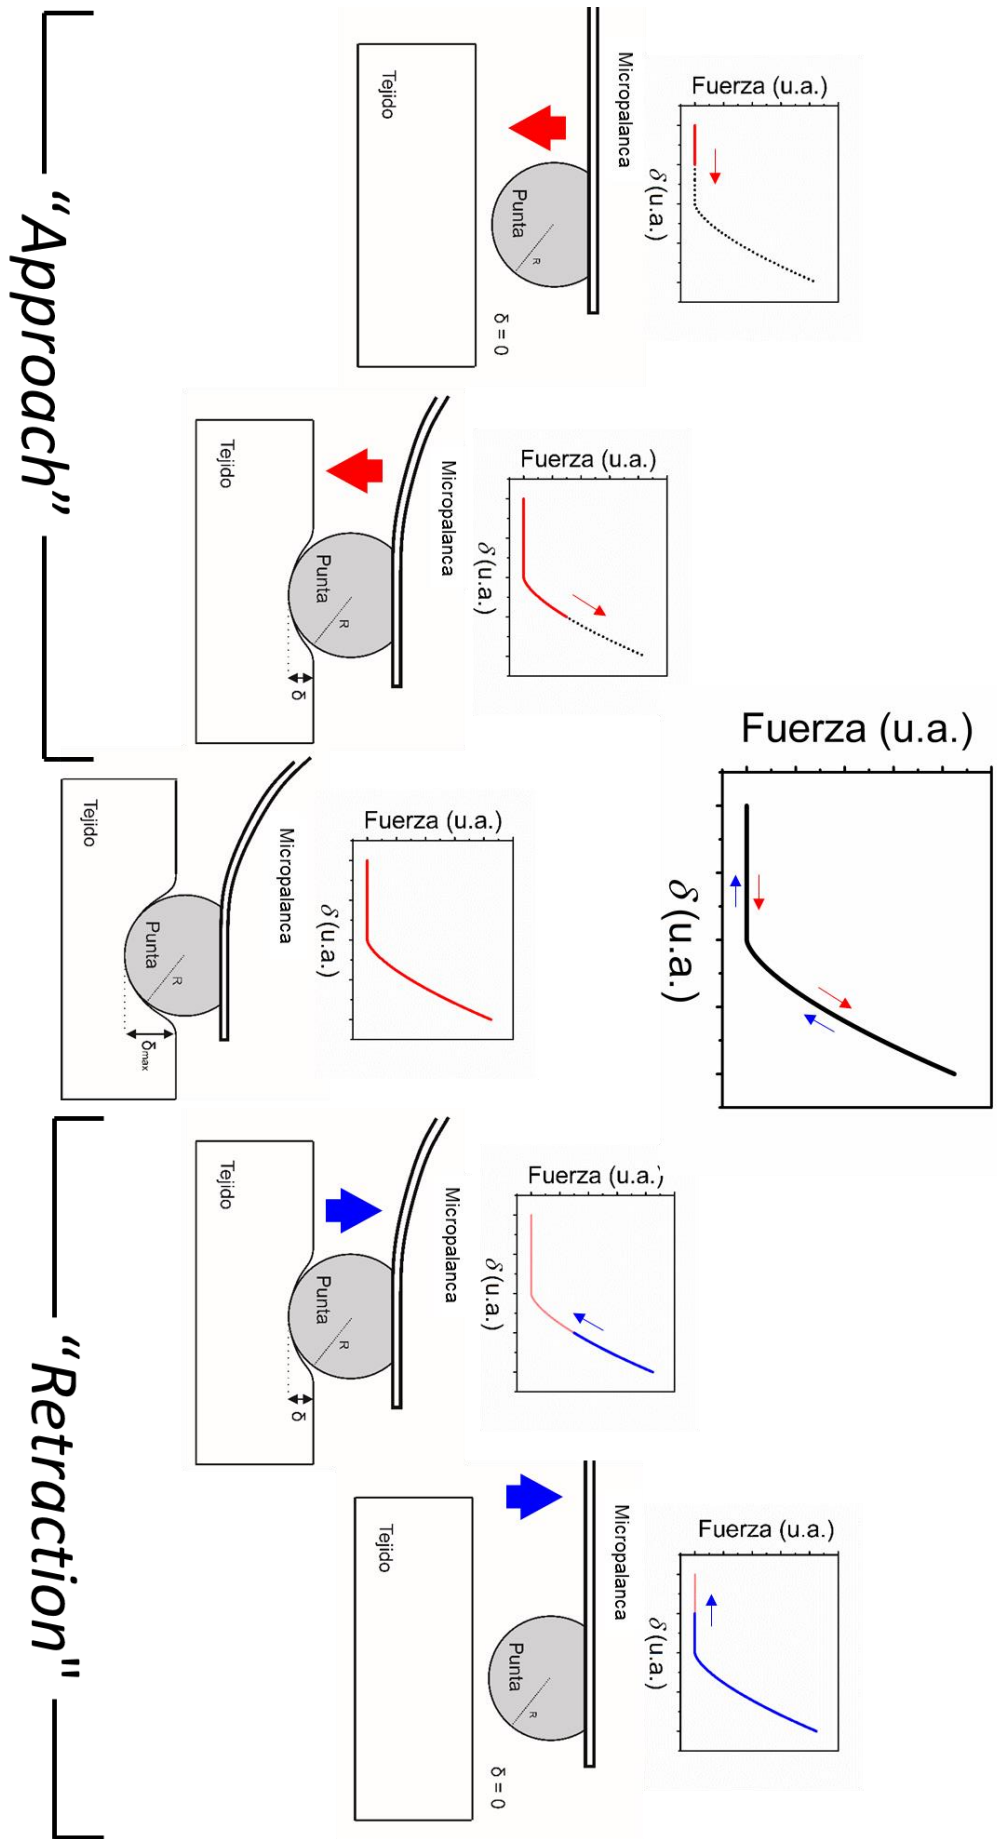 Fuerza (u.a.)
δ (u.a.)
Fuerza (u.a.)
δ (u.a.)
Micropalanca
Punta
R
δ = 0
Tejido
Fuerza (u.a.)
δ (u.a.)
Micropalanca
Punta
R
δ
Tejido
Fuerza (u.a.)
δ (u.a.)
Micropalanca
Punta
R
δmax
Tejido
Fuerza (u.a.)
δ (u.a.)
Micropalanca
Punta
R
δ
Tejido
Fuerza (u.a.)
δ (u.a.)
Micropalanca
Punta
R
δ = 0
Tejido
“Approach”
“Retraction"